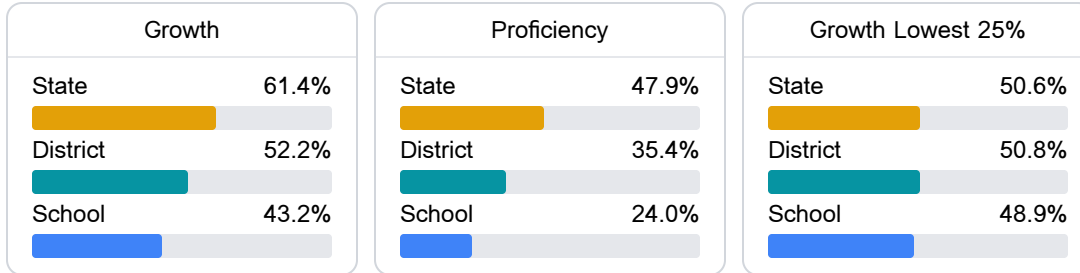 Growth
State 61.4%
District 52.2%
School 43.2%
Proficiency
State 47.9%
District 35.4%
School 24.0%
Growth Lowest 25%
State 50.6%
District 50.8%
School 48.9%